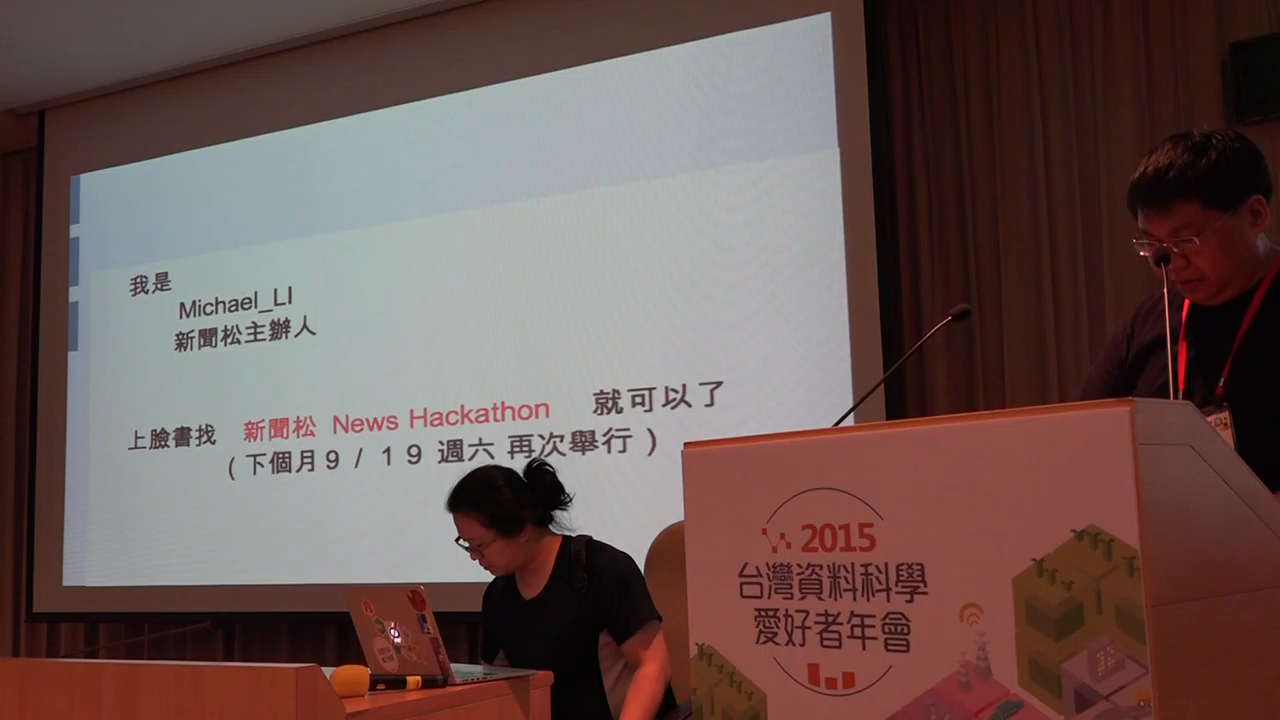 我是
Michael_LI
新聞松主辦人
上臉書找 新聞松 News Hackathon 就可以了
(下個月9 / 19 週六 再次舉行)
2015
台灣資料科學
愛好者年會